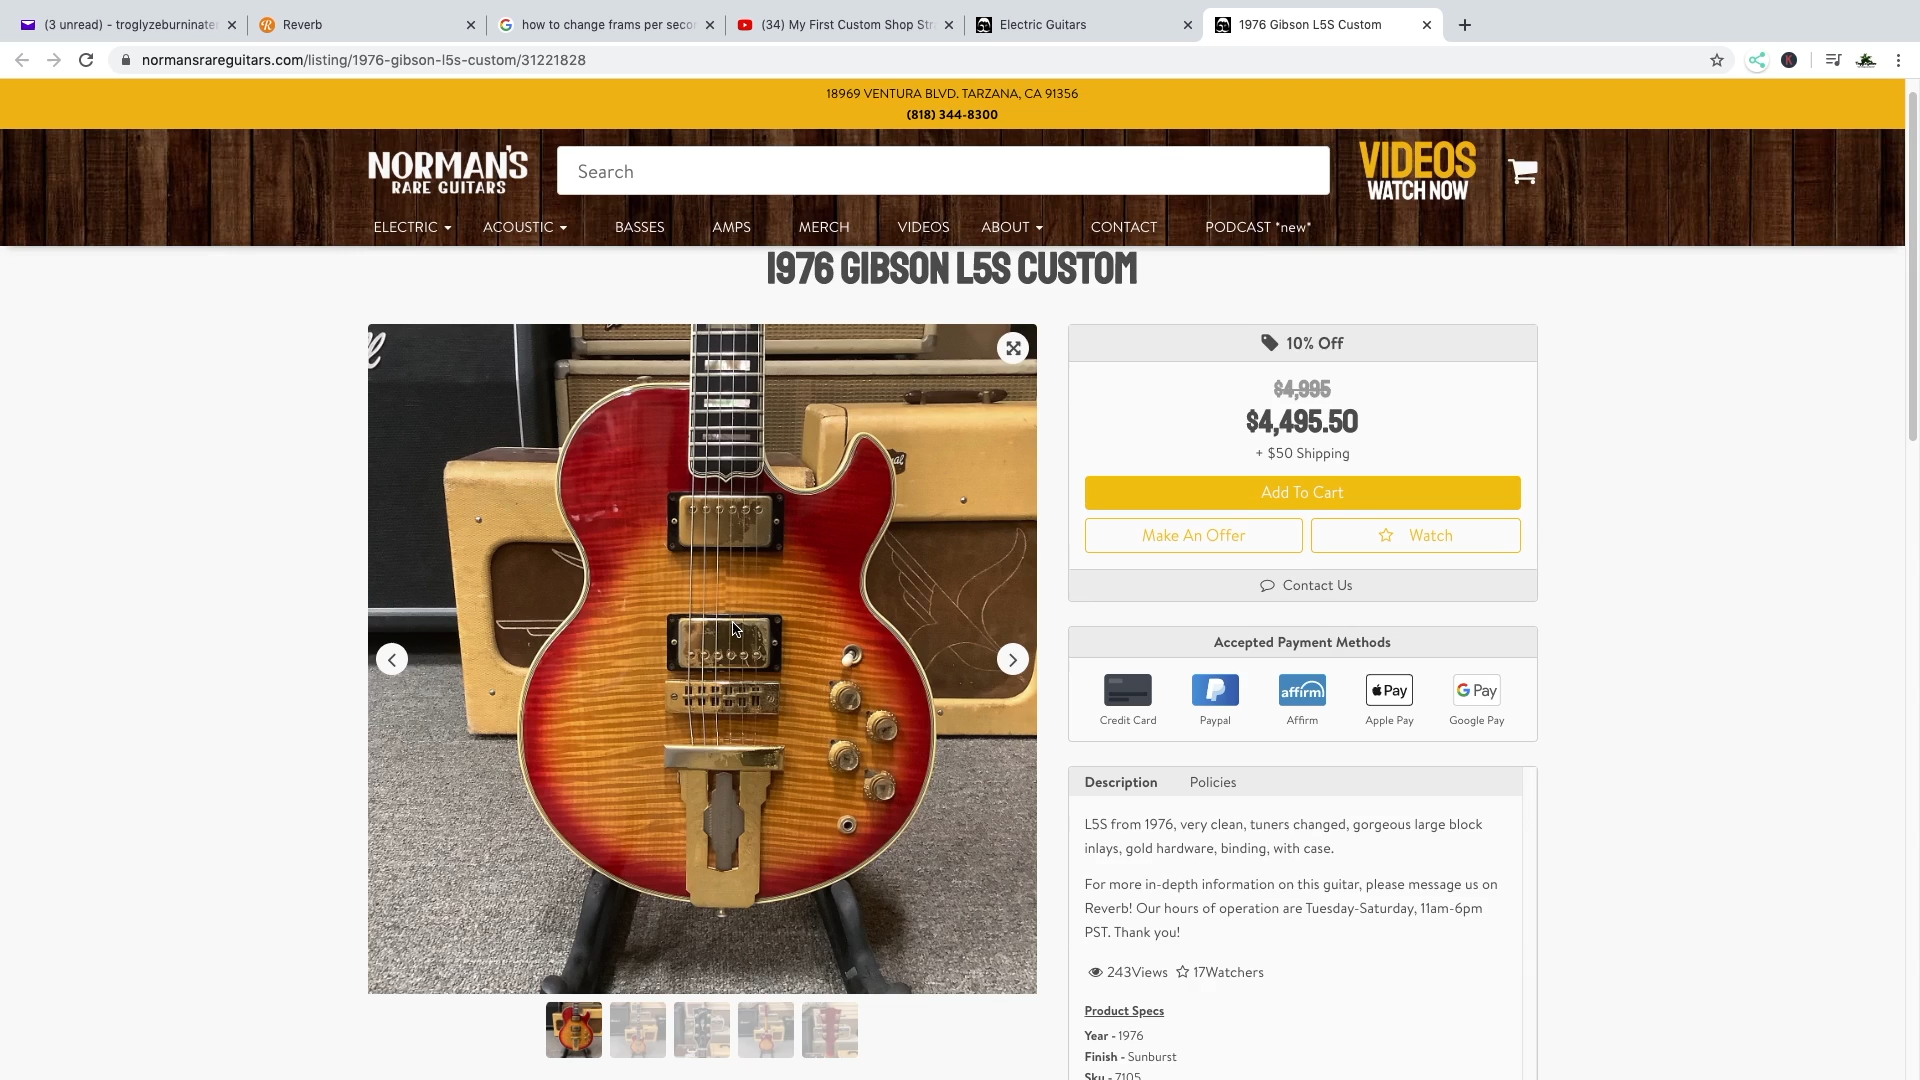 (3 unread) - troglyzeburninate
Reverb
how to change frams per secon
(34) My First Custom Shop Str
Electric Guitars
1976 Gibson L5S Custom
normansrareguitars.com/listing/1976-gibson-l5s-custom/31221828
K
18969 VENTURA BLVD. TARZANA, CA 91356
(818) 344-8300
NORMAN'S
RARE GUITARS
Search
VIDEOS
WATCH NOW
ELECTRIC
ACOUSTIC
BASSES
AMPS
MERCH
VIDEOS
ABOUT
CONTACT
PODCAST *new*
1976 GIBSON L5S CUSTOM
10% Off
$4,995
$4,495.50
+ $50 Shipping
Add To Cart
Make An Offer
Watch
Contact Us
Accepted Payment Methods
affirm
Pay
G Pay
Credit Card
Paypal
Affirm
Apple Pay
Google Pay
Description
Policies
L5S from 1976, very clean, tuners changed, gorgeous large block
inlays, gold hardware, binding, with case.
For more in-depth information on this guitar, please message us on
Reverb! Our hours of operation are Tuesday-Saturday, 11am-6pm
PST. Thank you!
243Views
17Watchers
Product Specs
Year - 1976
Finish - Sunburst
Sku - 7105